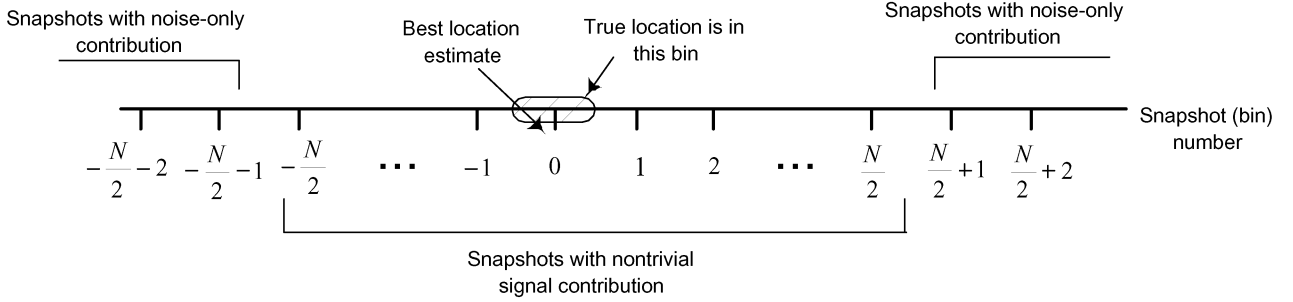 Snapshots with noise-only
contribution
Best location
estimate
True location is in
this bin
Snapshots with noise-only
contribution
Snapshot (bin)
number
-N/2-2 -N/2-1 -N/2 ... -1 0 1 2 ... N/2 N/2+1 N/2+2
Snapshots with nontrivial
signal contribution